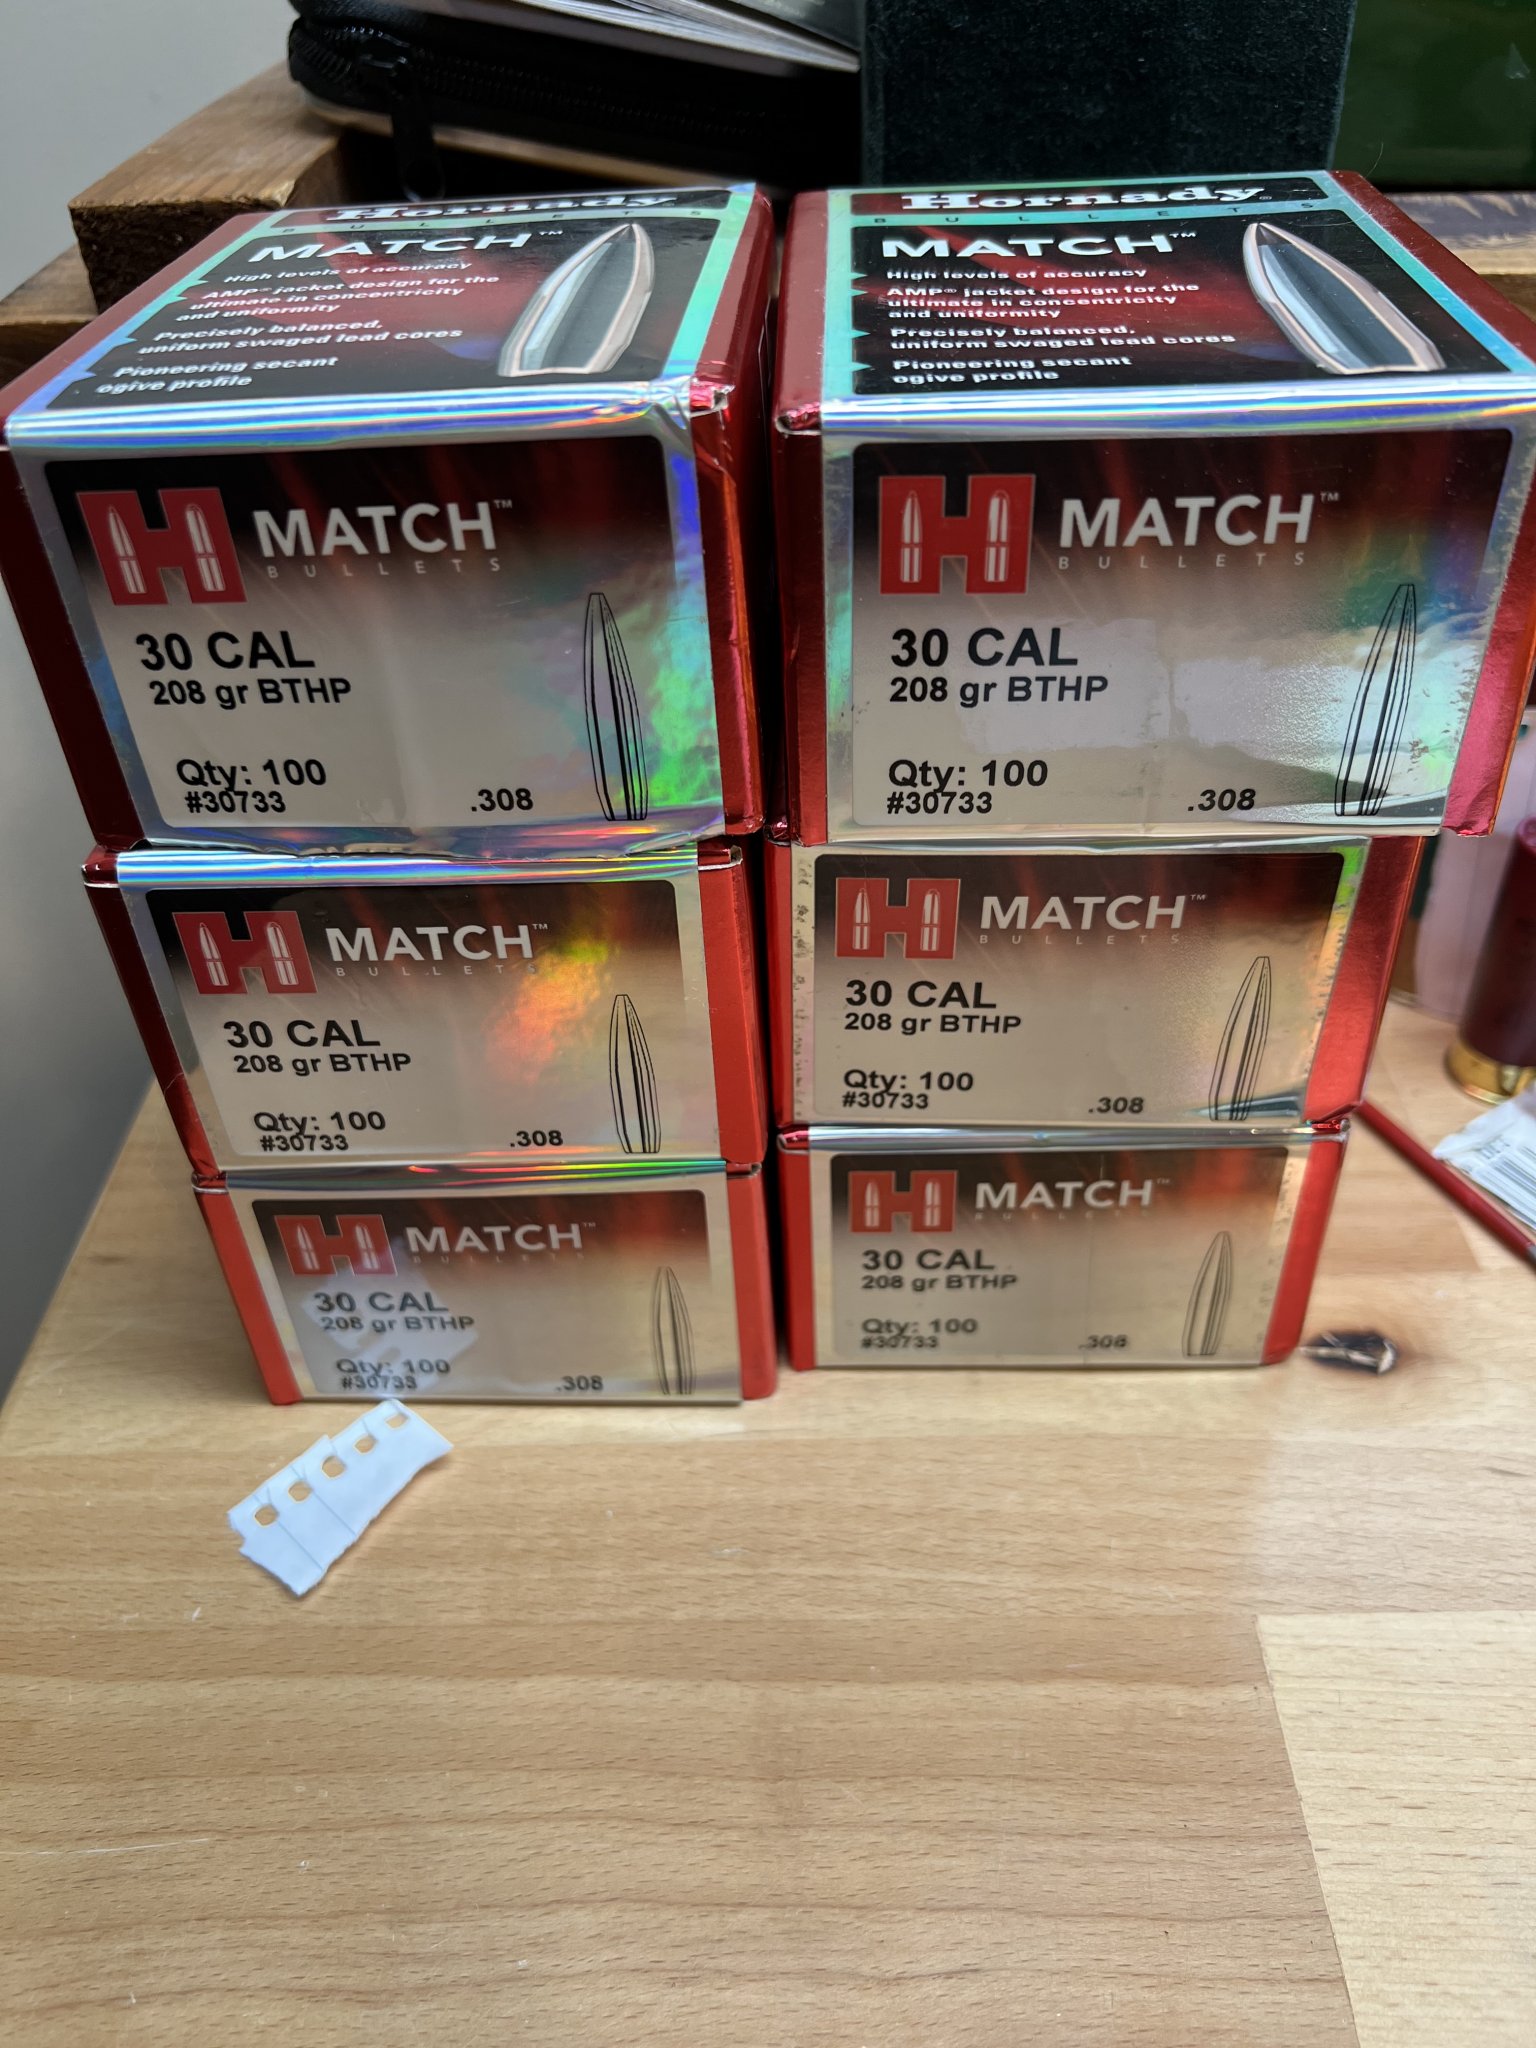 Hornady
BULLETS
MATCH™
High levels of accuracy
AMP® jacket design for the
ultimate in concentricity
and uniformity
Precisely balanced,
uniform swaged lead cores
Pioneering secant
ogive profile
Hornady®
BULLETS
MATCH™
High levels of accuracy
AMP® jacket design for the
ultimate in concentricity
and uniformity
Precisely balanced,
uniform swaged lead cores
Pioneering secant
ogive profile
H MATCH™
BULLETS
30 CAL
208 gr BTHP
Qty: 100
#30733 .308
H MATCH™
BULLETS
30 CAL
208 gr BTHP
Qty: 100
#30733 .308
H MATCH™
BULLETS
30 CAL
208 gr BTHP
Qty: 100
#30733 .308
H MATCH™
BULLETS
30 CAL
208 gr BTHP
Qty: 100
#30733 .308
H MATCH™
BULLETS
30 CAL
208 gr BTHP
Qty: 100
#30733 .308
H MATCH™
BULLETS
30 CAL
208 gr BTHP
Qty: 100
#30733 .308